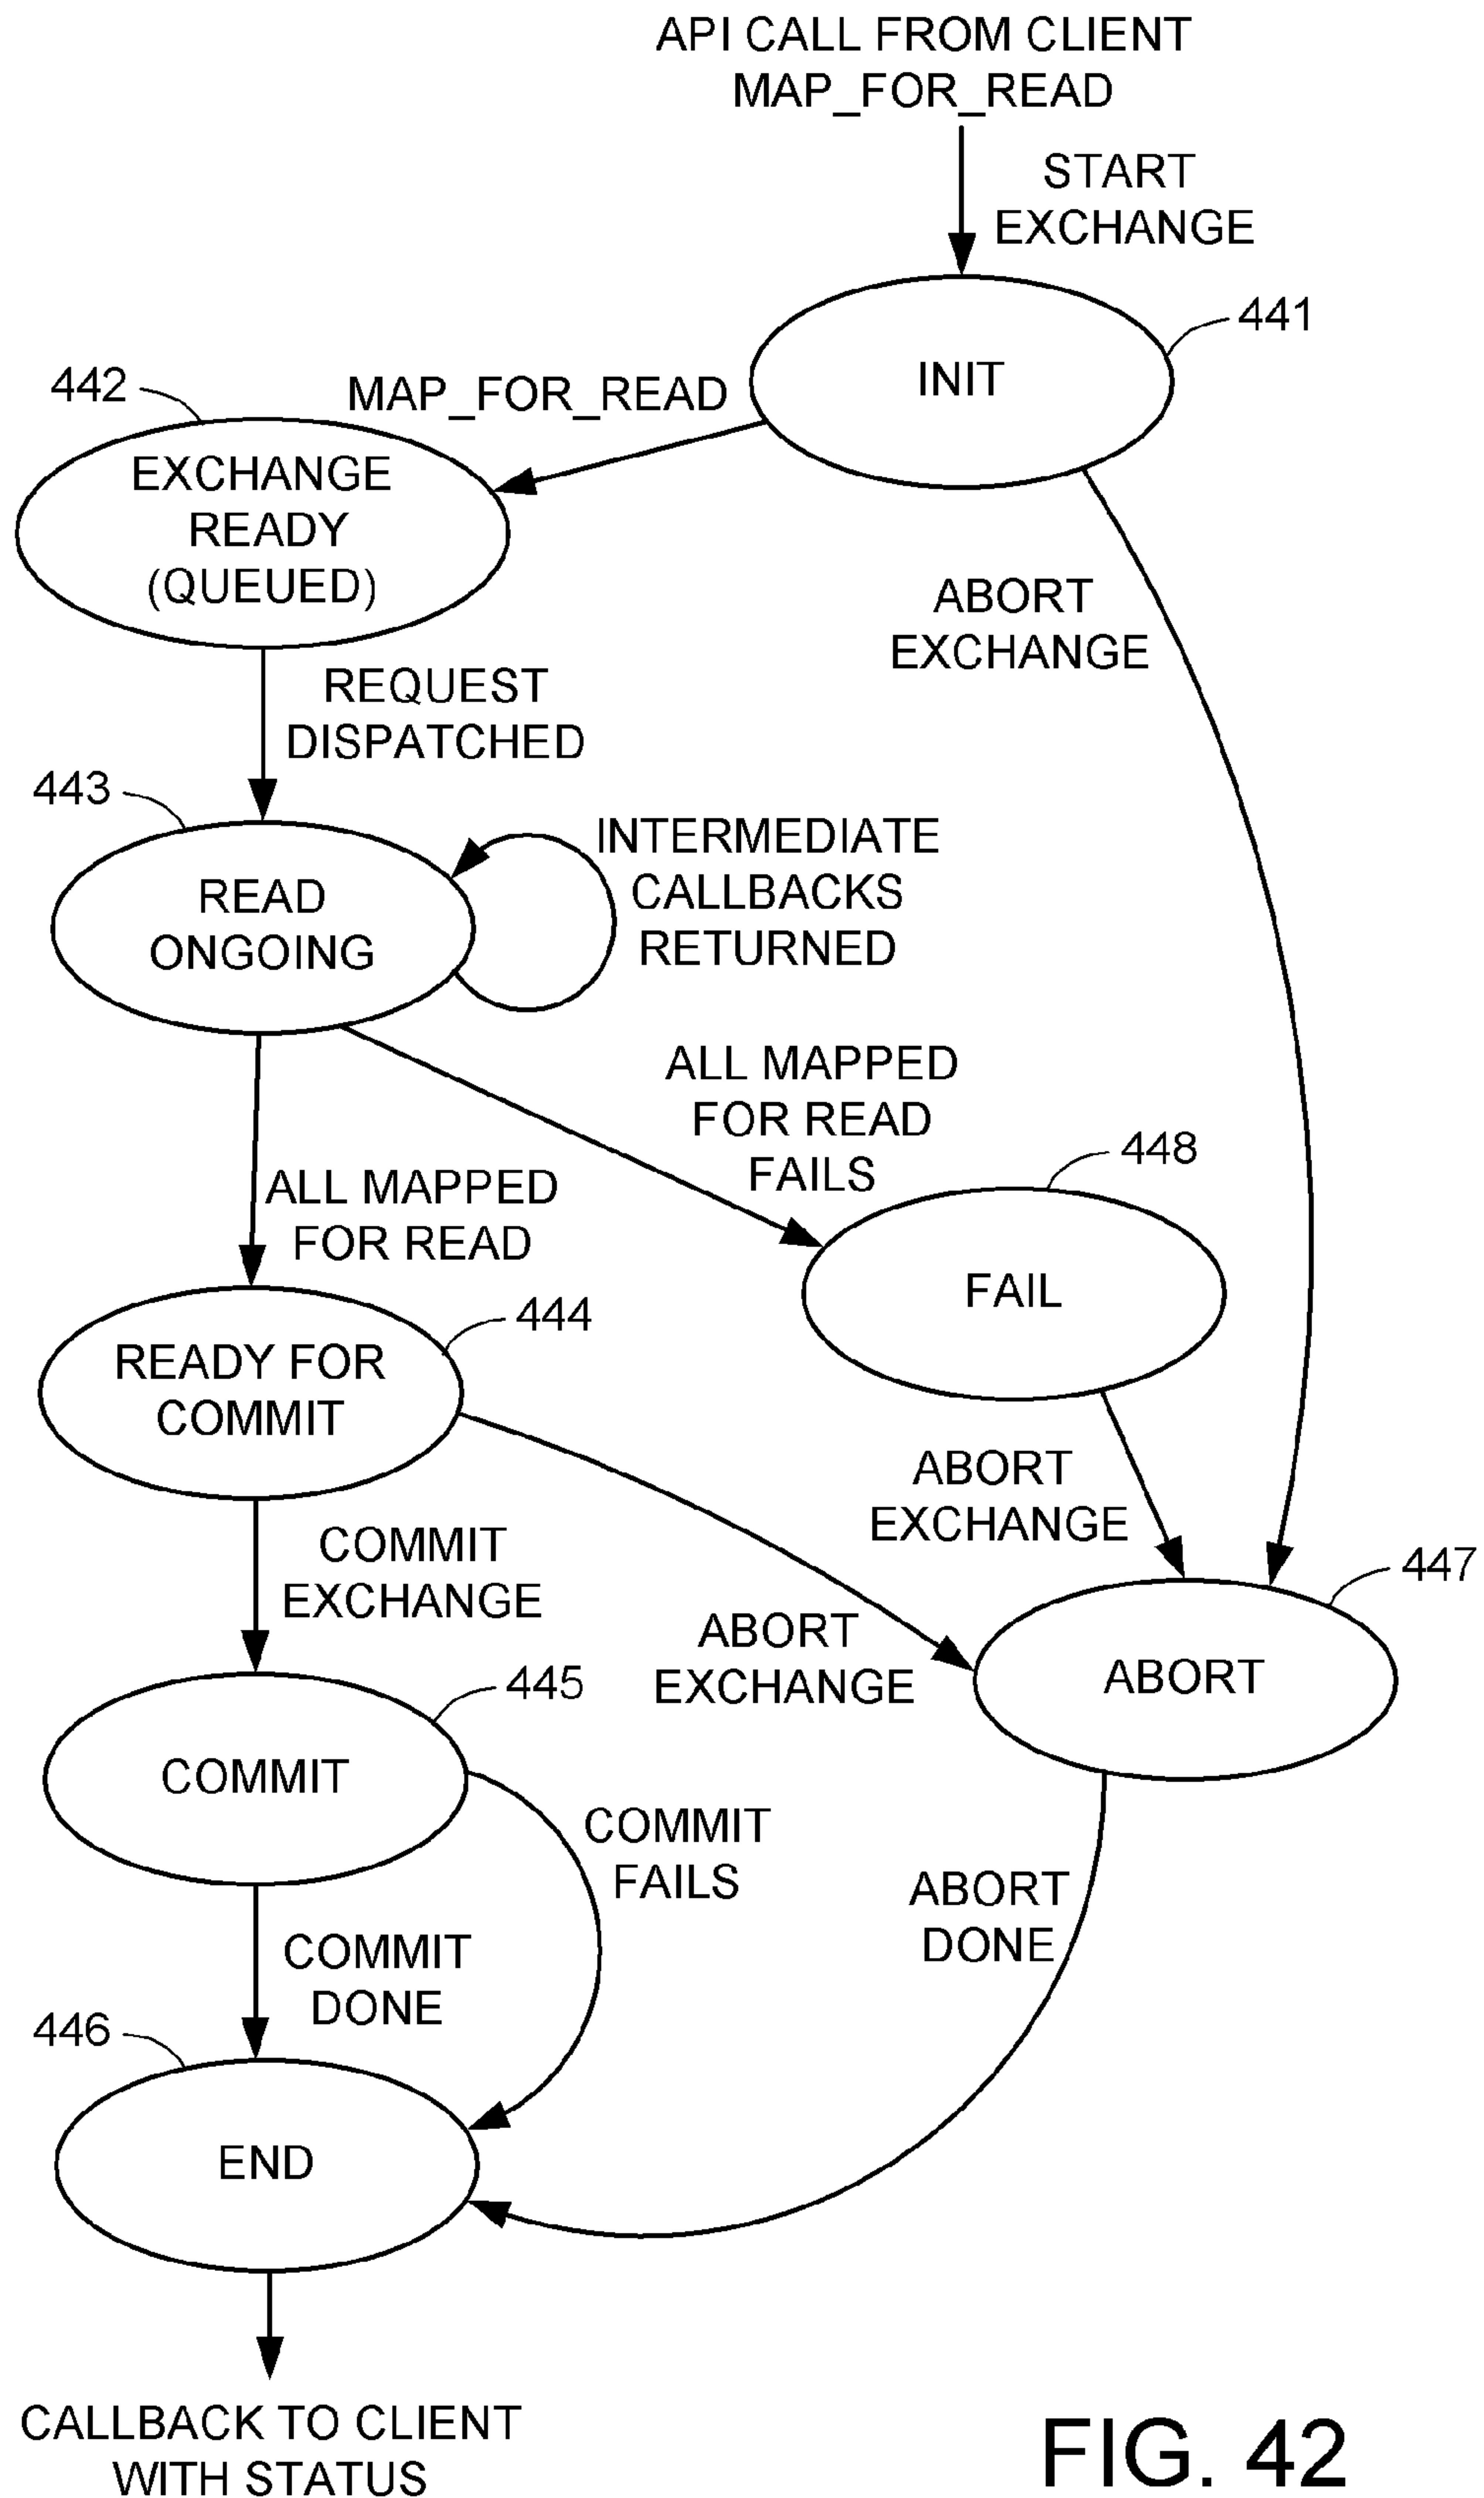 API CALL FROM CLIENT
MAP_FOR_READ
START
EXCHANGE
441
INIT
442
MAP_FOR_READ
EXCHANGE
READY
(QUEUED)
ABORT
EXCHANGE
REQUEST
DISPATCHED
443
INTERMEDIATE
CALLBACKS
RETURNED
READ
ONGOING
ALL MAPPED
FOR READ
FAILS
448
ALL MAPPED
FOR READ
FAIL
444
READY FOR
COMMIT
ABORT
EXCHANGE
COMMIT
EXCHANGE
447
ABORT
EXCHANGE
ABORT
445
COMMIT
COMMIT
FAILS
ABORT
DONE
COMMIT
DONE
446
END
CALLBACK TO CLIENT
WITH STATUS
FIG. 42